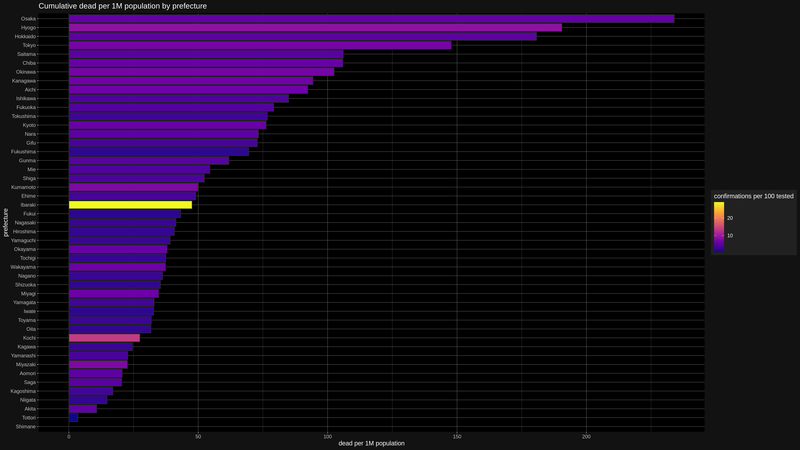 Cumulative dead per 1M population by prefecture
prefecture
Osaka
Hyogo
Hokkaido
Tokyo
Saitama
Chiba
Okinawa
Kanagawa
Aichi
Ishikawa
Fukuoka
Tokushima
Kyoto
Nara
Gifu
Fukushima
Gunma
Mie
Shiga
Kumamoto
Ehime
Ibaraki
Fukui
Nagasaki
Hiroshima
Yamaguchi
Okayama
Tochigi
Wakayama
Nagano
Shizuoka
Miyagi
Yamagata
Iwate
Toyama
Oita
Kochi
Kagawa
Yamanashi
Miyazaki
Aomori
Saga
Kagoshima
Niigata
Akita
Tottori
Shimane
0 50 100 150 200
dead per 1M population
confirmations per 100 tested
20
10